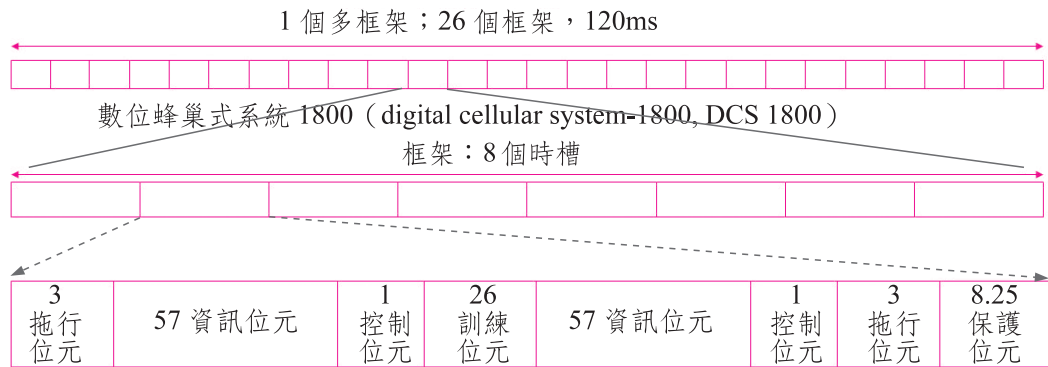 1 個多框架；26 個框架，120ms
數位蜂巢式系統 1800（digital cellular system-1800, DCS 1800）
框架：8 個時槽
3
拖行
位元
57 資訊位元
1
控制
位元
26
訓練
位元
57 資訊位元
1
控制
位元
3
拖行
位元
8.25
保護
位元